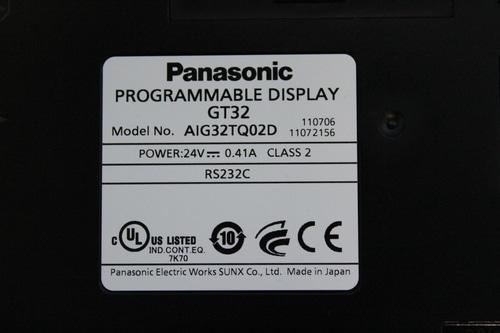 Panasonic
PROGRAMMABLE DISPLAY
GT32
110706
Model No. AIG32TQ02D 11072156
POWER:24V⎓ 0.41A CLASS 2
RS232C
C UL US LISTED
IND.CONT.EQ.
7K70
10
CE
Panasonic Electric Works SUNX Co., Ltd. Made in Japan